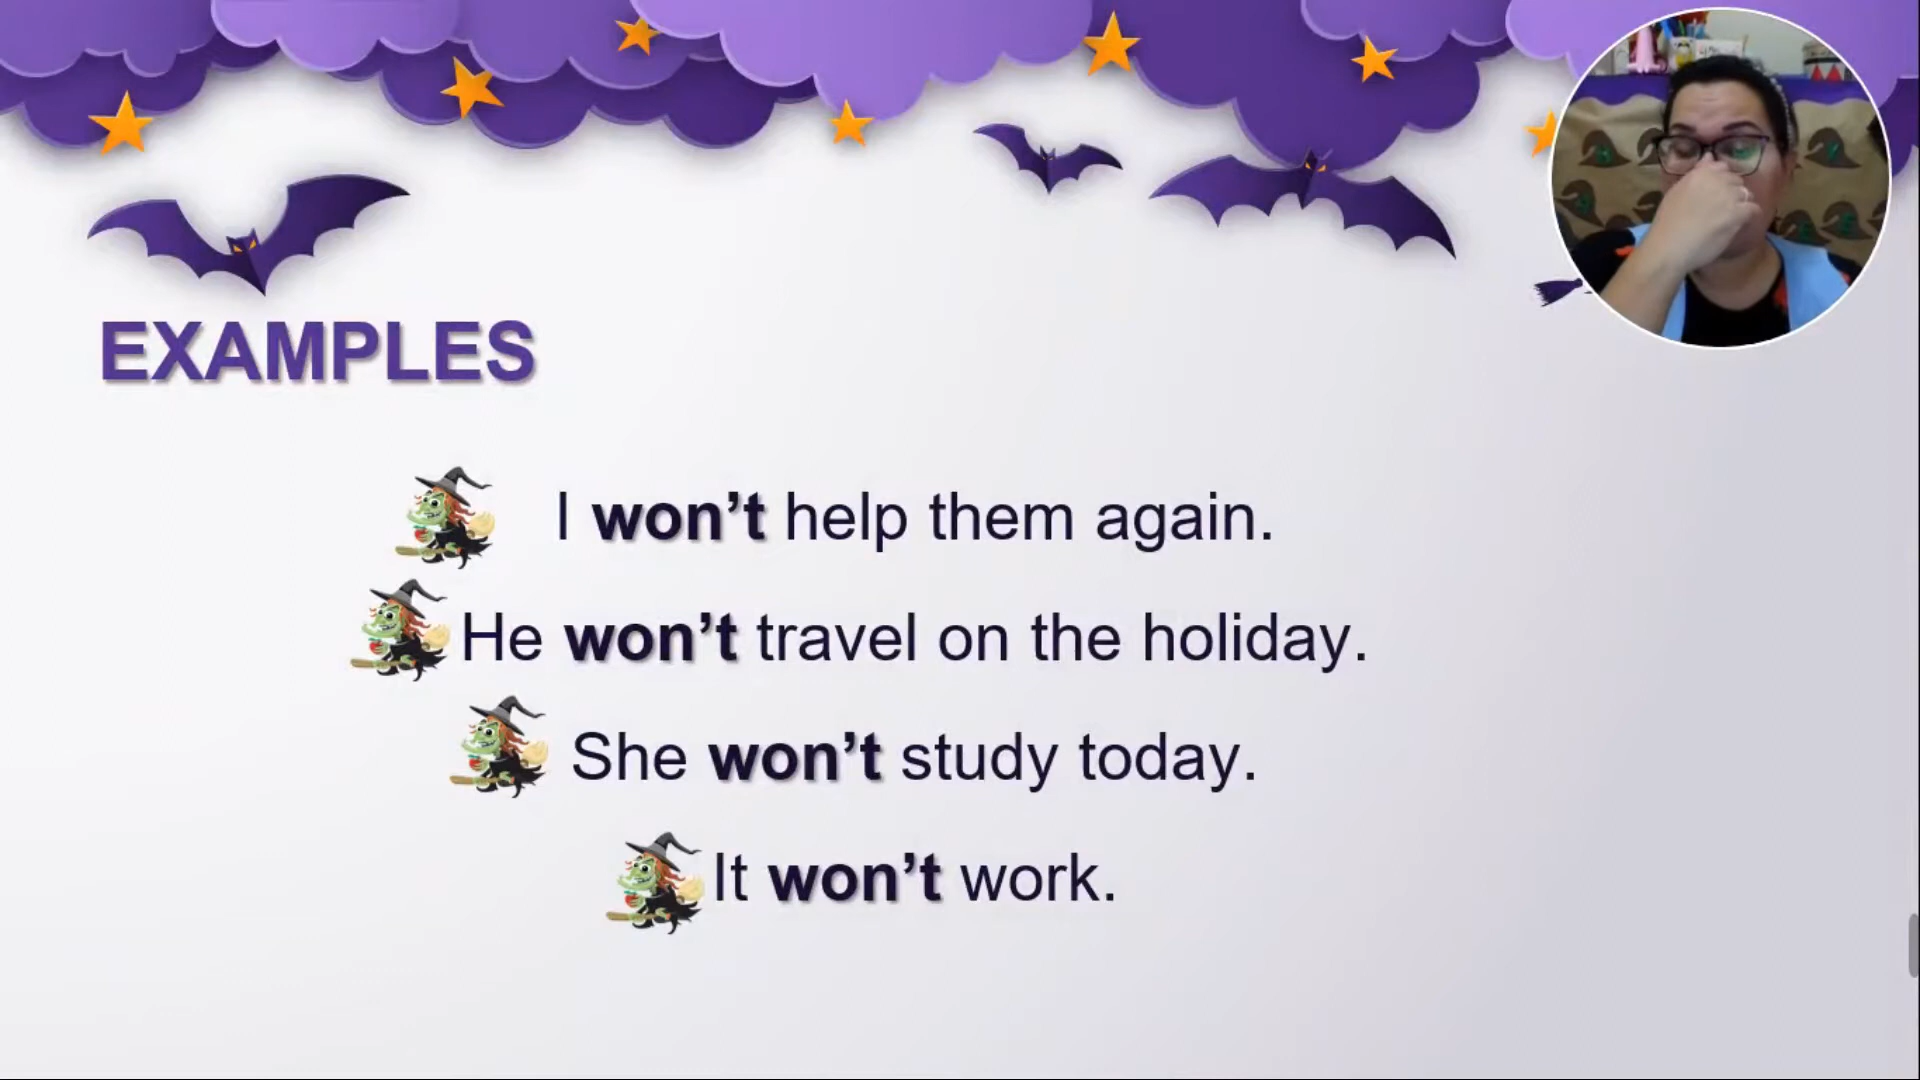 EXAMPLES
I won’t help them again.
He won’t travel on the holiday.
She won’t study today.
It won’t work.